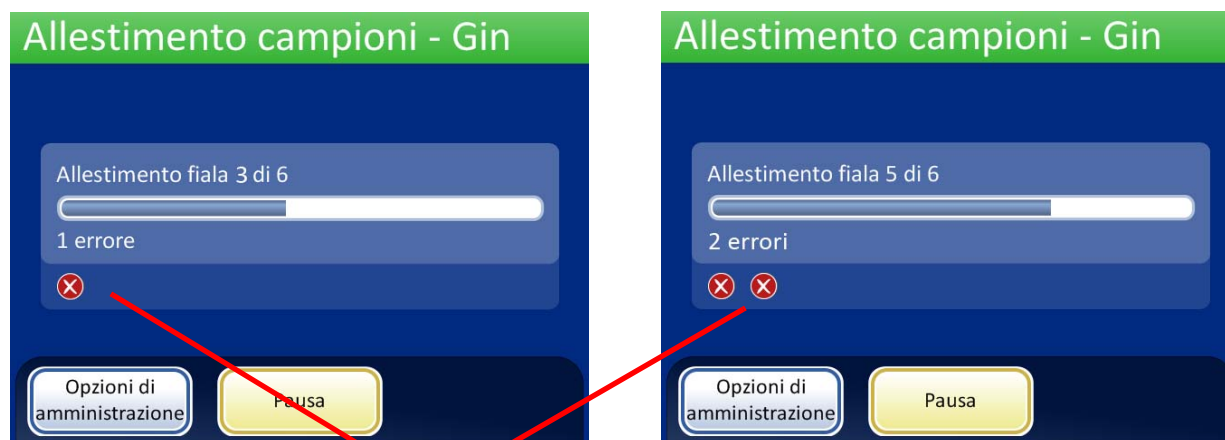 Allestimento campioni - Gin
Allestimento fiala 3 di 6
1 errore
Opzioni di
amministrazione
Pausa
Allestimento campioni - Gin
Allestimento fiala 5 di 6
2 errori
Opzioni di
amministrazione
Pausa